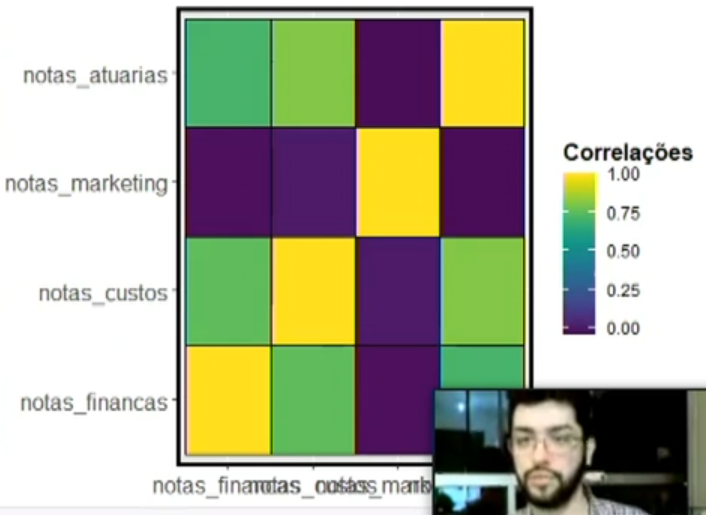 notas_atuarias
notas_marketing
notas_custos
notas_financas
Correlações
1.00
0.75
0.50
0.25
0.00